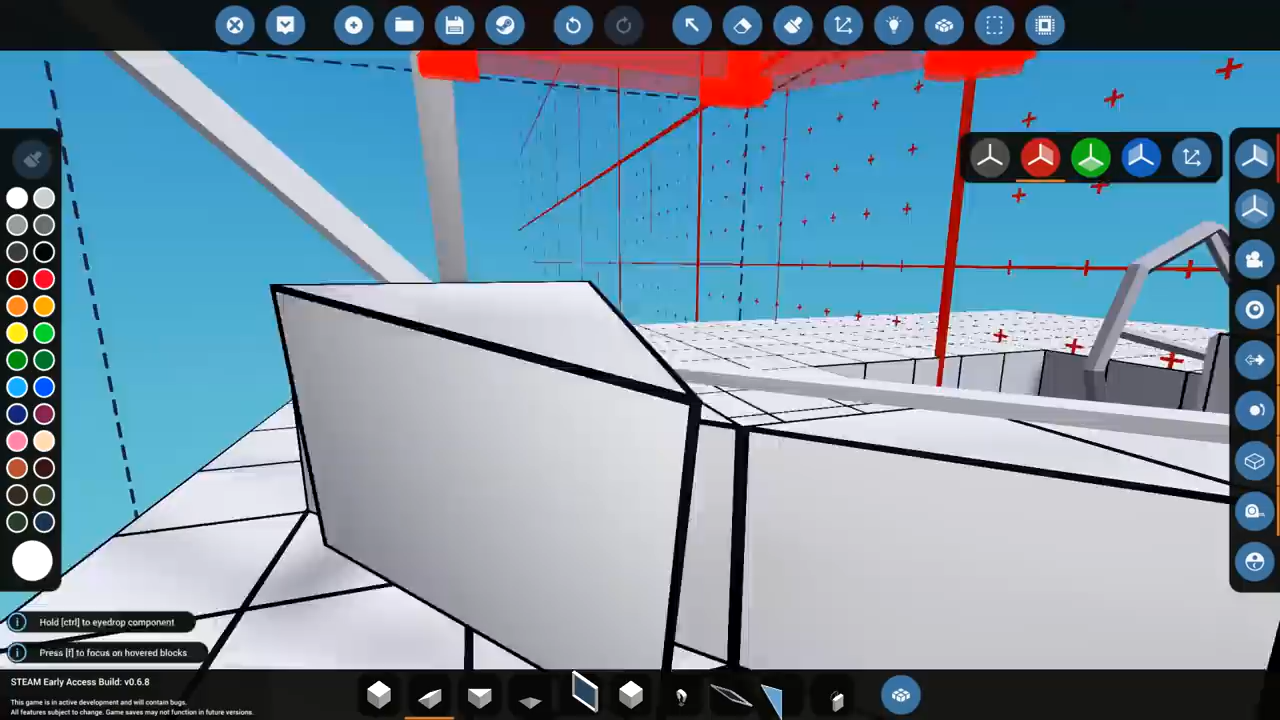 Hold [ctrl] to eyedrop component
Press [f] to focus on hovered blocks
STEAM Early Access Build: v0.6.8
This game is in active development and will contain bugs.
All features subject to change. Game saves may not function in future versions.